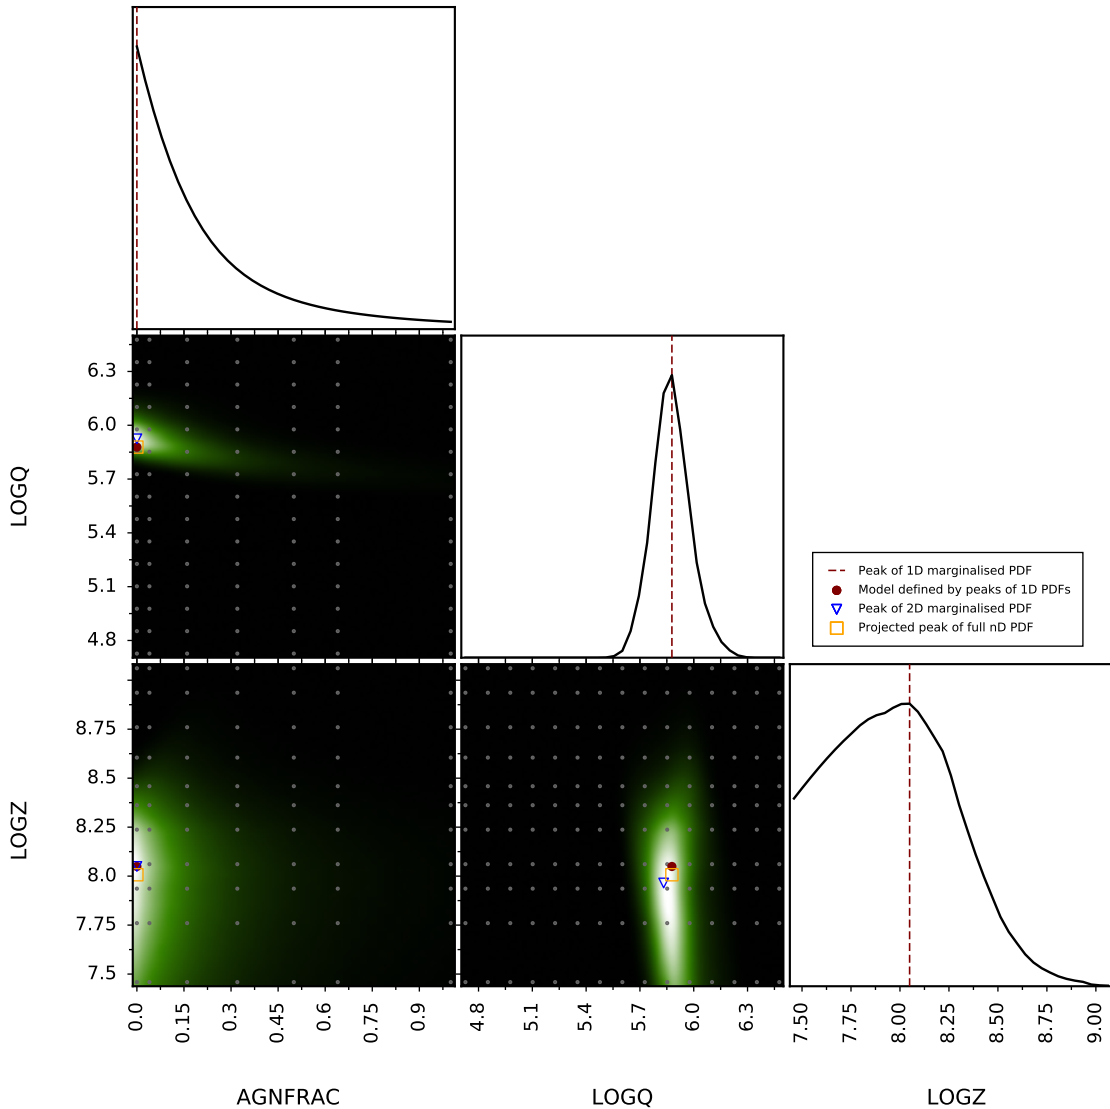 6.3
6.0
5.7
5.4
5.1
4.8
LOGQ
Peak of 1D marginalised PDF
Model defined by peaks of 1D PDFs
Peak of 2D marginalised PDF
Projected peak of full nD PDF
8.75
8.5
8.25
8.0
7.75
7.5
LOGZ
0.0 0.15 0.3 0.45 0.6 0.75 0.9
4.8 5.1 5.4 5.7 6.0 6.3
7.50 7.75 8.00 8.25 8.50 8.75 9.00
AGNFRAC LOGQ LOGZ